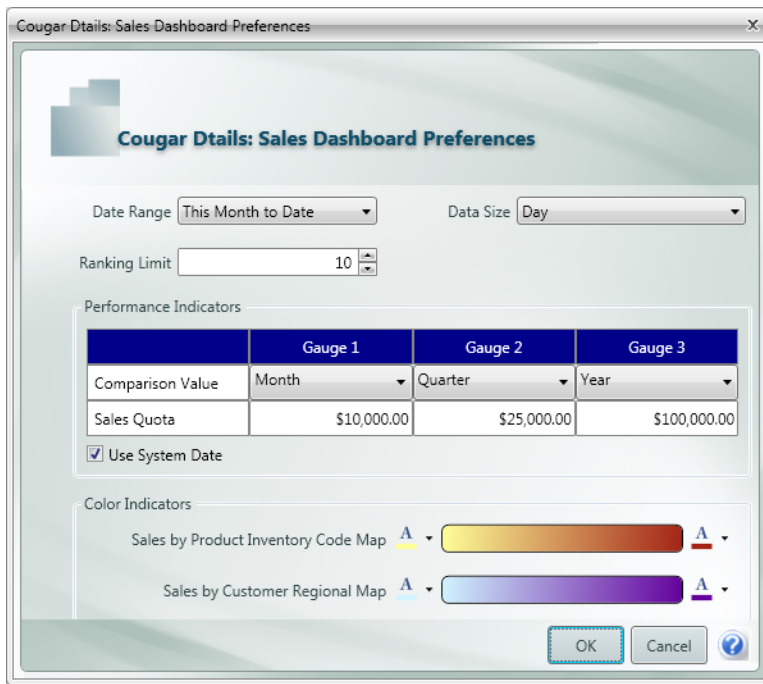 Cougar Dtails: Sales Dashboard Preferences
x
Cougar Dtails: Sales Dashboard Preferences
Date Range This Month to Date Data Size Day
Ranking Limit 10
Performance Indicators
Gauge 1 Gauge 2 Gauge 3
Comparison Value Month Quarter Year
Sales Quota $10,000.00 $25,000.00 $100,000.00
Use System Date
Color Indicators
Sales by Product Inventory Code Map A A
Sales by Customer Regional Map A A
OK Cancel ?